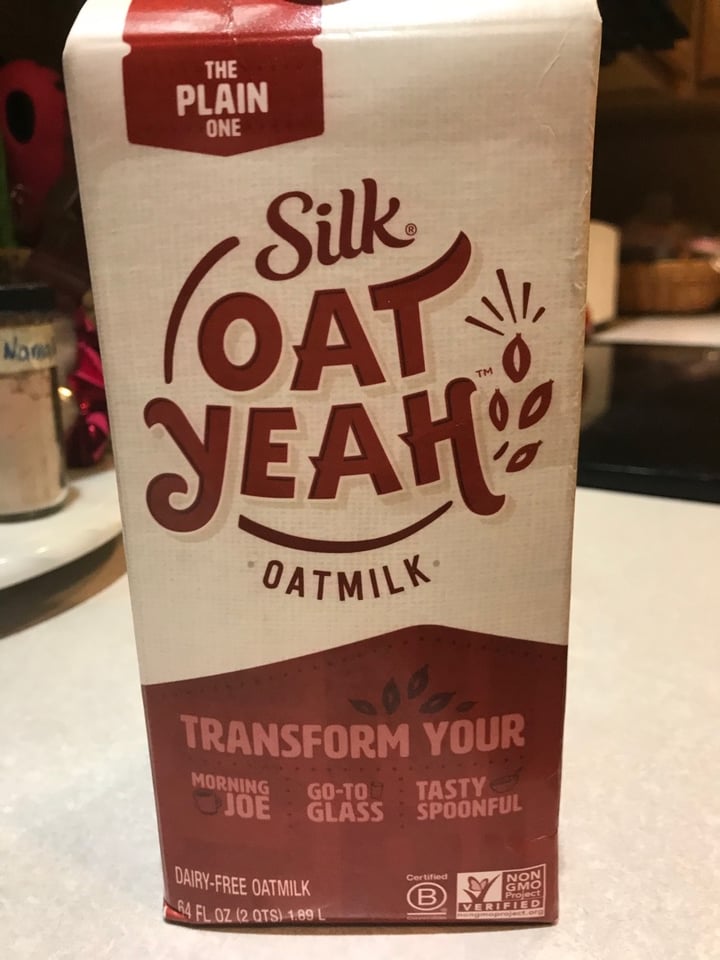 THE
PLAIN
ONE
Silk®
OAT
YEAH™
OATMILK
TRANSFORM YOUR
MORNING
JOE
GO-TO
GLASS
TASTY
SPOONFUL
DAIRY-FREE OATMILK
64 FL OZ (2 QTS) 1.89 L
Certified
B
NON
GMO
Project
VERIFIED
nongmoproject.org